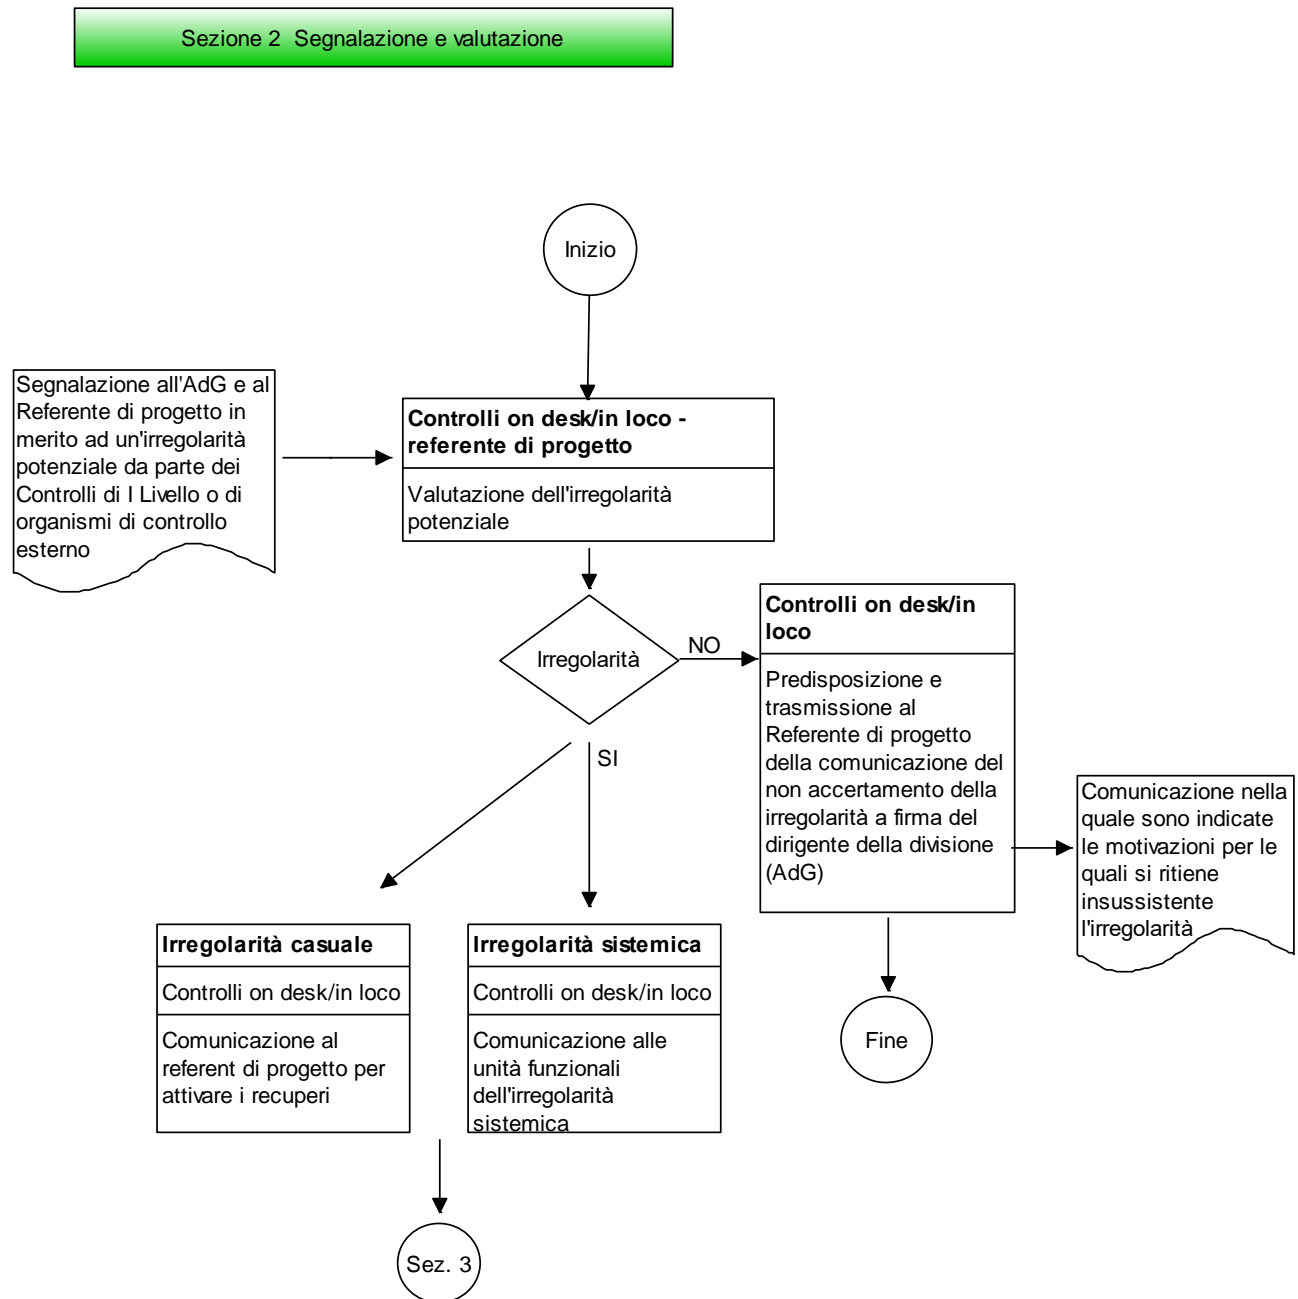 Sezione 2  Segnalazione e valutazione
Inizio
Segnalazione all'AdG e al
Referente di progetto in
merito ad un'irregolarità
potenziale da parte dei
Controlli di I Livello o di
organismi di controllo
esterno
Controlli on desk/in loco -
referente di progetto
Valutazione dell'irregolarità
potenziale
Irregolarità
NO
SI
Controlli on desk/in
loco
Predisposizione e
trasmissione al
Referente di progetto
della comunicazione del
non accertamento della
irregolarità a firma del
dirigente della divisione
(AdG)
Comunicazione nella
quale sono indicate
le motivazioni per le
quali si ritiene
insussistente
l'irregolarità
Irregolarità casuale
Controlli on desk/in loco
Comunicazione al
referent di progetto per
attivare i recuperi
Irregolarità sistemica
Controlli on desk/in loco
Comunicazione alle
unità funzionali
dell'irregolarità
sistemica
Fine
Sez. 3